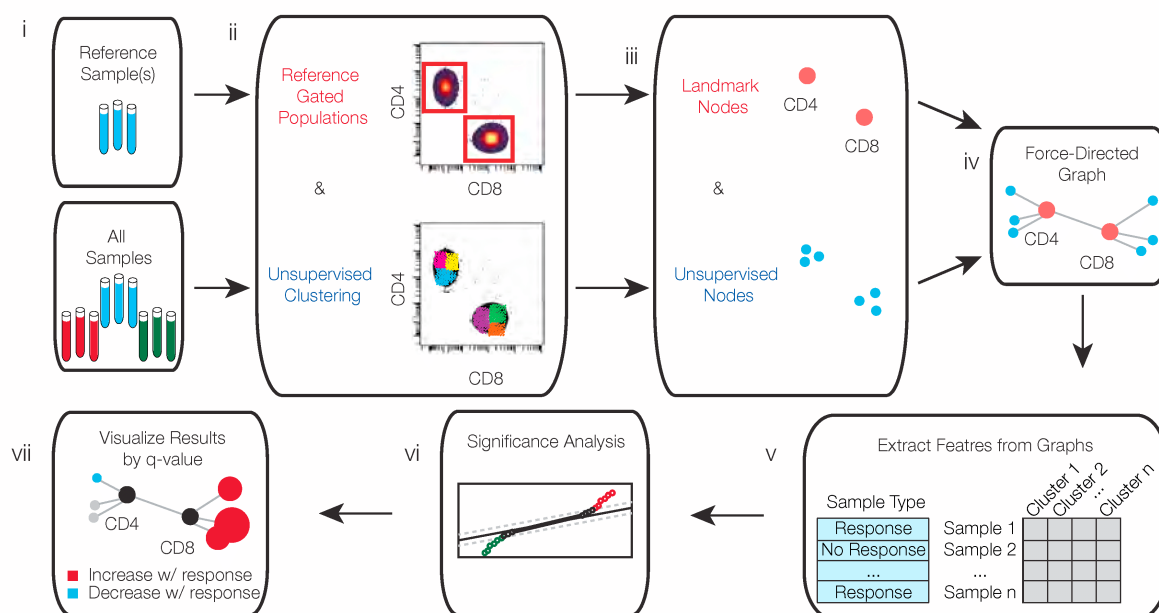 i
Reference
Sample(s)
All
Samples
ii
Reference
Gated
Populations
&
Unsupervised
Clustering
CD4
CD8
CD4
CD8
iii
Landmark
Nodes
&
Unsupervised
Nodes
CD4
CD8
iv
Force-Directed
Graph
CD4
CD8
v
Extract Featres from Graphs
Sample Type
Response
No Response
...
Response
Cluster 1
Cluster 2
...
Cluster n
Sample 1
Sample 2
...
Sample n
vi
Significance Analysis
vii
Visualize Results
by q-value
CD4
CD8
Increase w/ response
Decrease w/ response